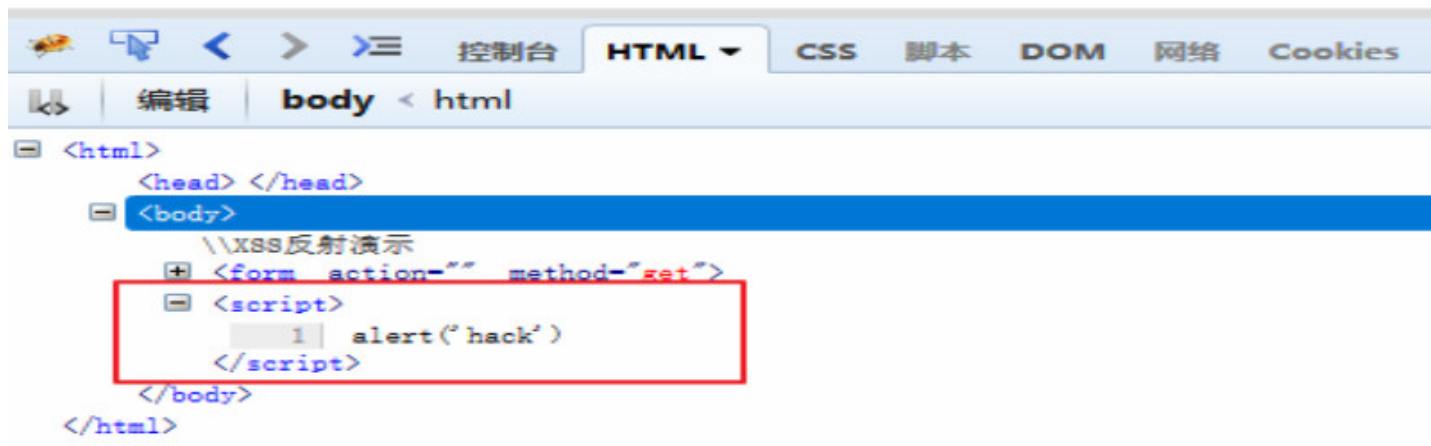 控制台 HTML CSS 脚本 DOM 网络 Cookies
编辑 body < html
<html>
<head> </head>
<body>
\\XSS反射演示
<form action="" method="get">
<script>
1 alert('hack')
</script>
</body>
</html>